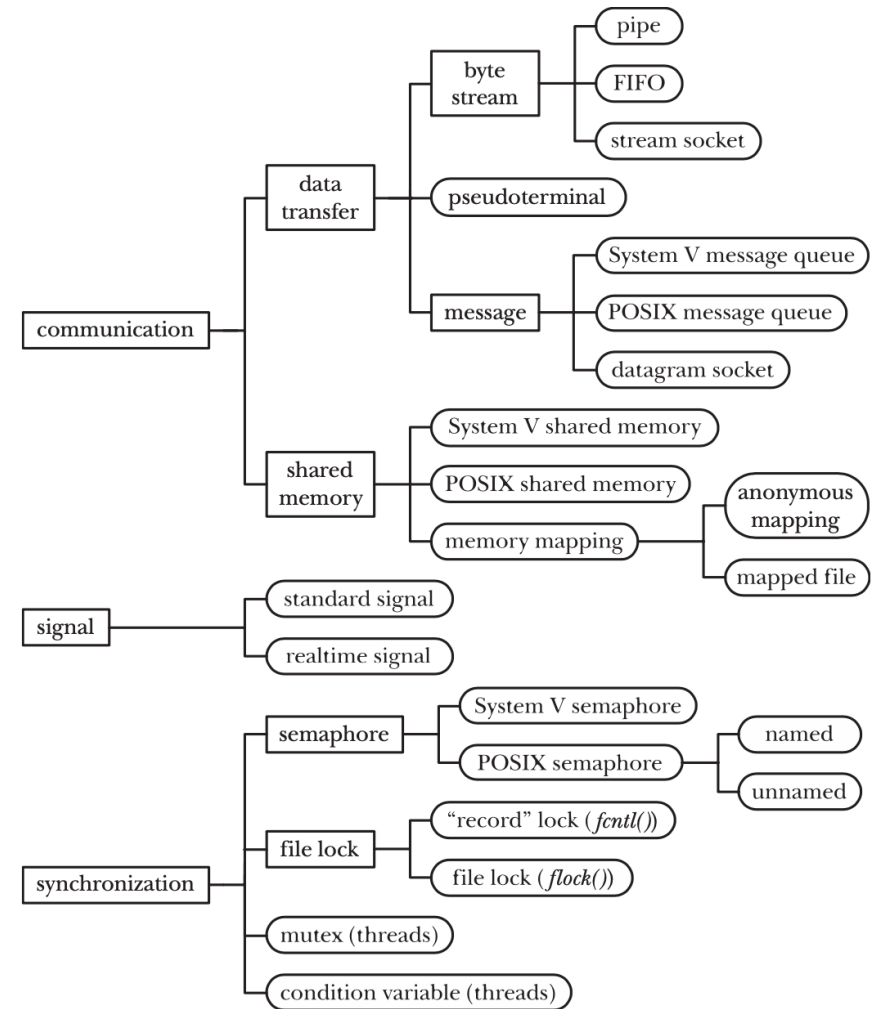 pipe
byte
stream
FIFO
stream socket
data
transfer
pseudoterminal
System V message queue
message
POSIX message queue
datagram socket
communication
System V shared memory
shared
memory
POSIX shared memory
anonymous
mapping
memory mapping
mapped file
standard signal
signal
realtime signal
System V semaphore
semaphore
named
POSIX semaphore
unnamed
“record” lock (fcntl())
file lock
file lock (flock())
synchronization
mutex (threads)
condition variable (threads)